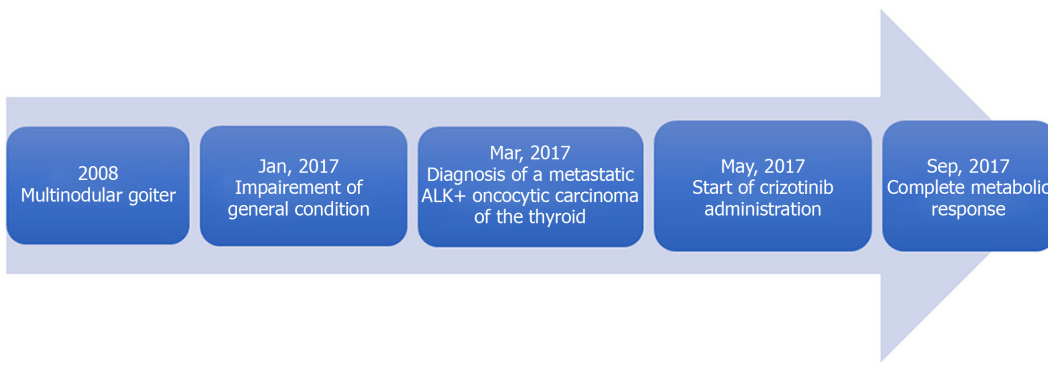 2008
Multinodular goiter
Jan, 2017
Impairement of
general condition
Mar, 2017
Diagnosis of a metastatic
ALK+ oncocytic carcinoma
of the thyroid
May, 2017
Start of crizotinib
administration
Sep, 2017
Complete metabolic
response